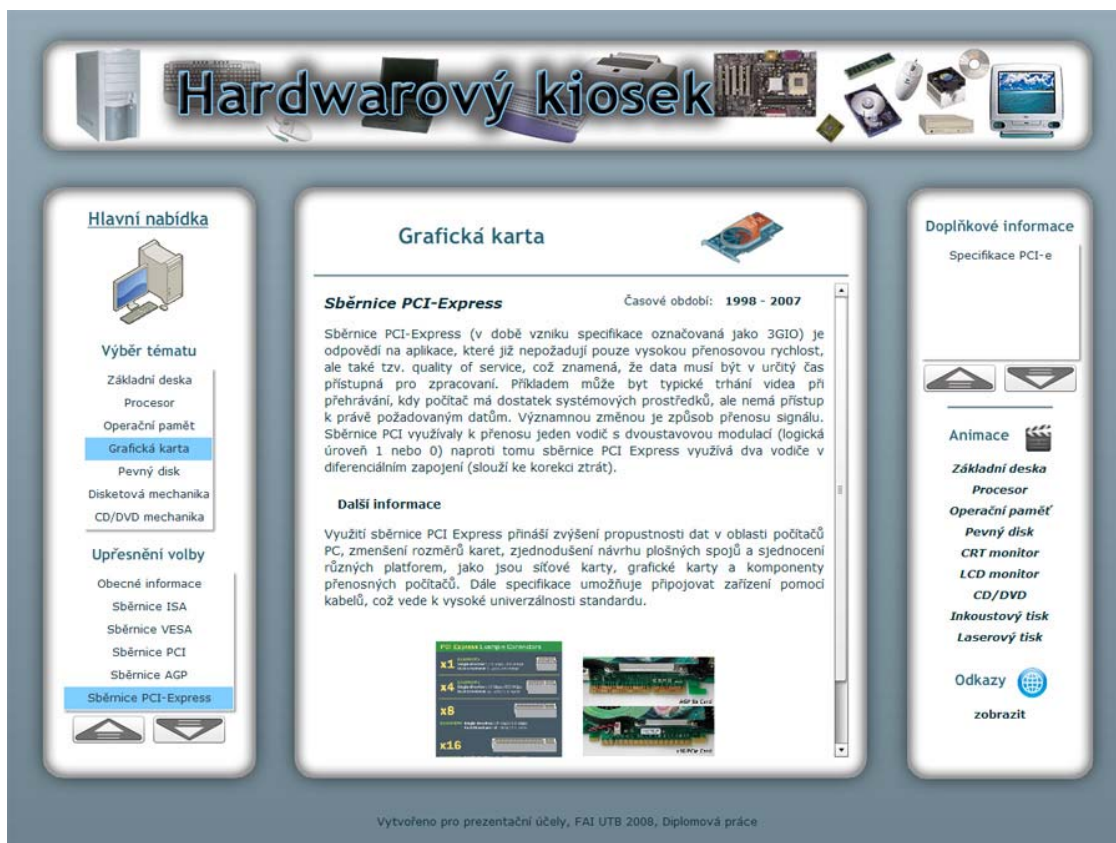 Hardwarový kiosek
Hlavní nabídka
Výběr tématu
Základní deska
Procesor
Operační pamět
Grafická karta
Pevný disk
Disketová mechanika
CD/DVD mechanika
Upřesnění volby
Obecné informace
Sběrnice ISA
Sběrnice VESA
Sběrnice PCI
Sběrnice AGP
Sběrnice PCI-Express
Grafická karta
Sběrnice PCI-Express Časové období: 1998 - 2007
Sběrnice PCI-Express (v době vzniku specifikace označovaná jako 3GIO) je
odpovědí na aplikace, které již nepožadují pouze vysokou přenosovou rychlost,
ale také tzv. quality of service, což znamená, že data musí být v určitý čas
přístupná pro zpracovaní. Příkladem může byt typické trhání videa při
přehrávání, kdy počítač má dostatek systémových prostředků, ale nemá přístup
k právě požadovaným datům. Významnou změnou je způsob přenosu signálu.
Sběrnice PCI využívaly k přenosu jeden vodič s dvoustavovou modulací (logická
úroveň 1 nebo 0) naproti tomu sběrnice PCI Express využívá dva vodiče v
diferenciálním zapojení (slouží ke korekci ztrát).
Další informace
Využití sběrnice PCI Express přináší zvýšení propustnosti dat v oblasti počítačů
PC, zmenšení rozměrů karet, zjednodušení návrhu plošných spojů a sjednocení
různých platforem, jako jsou síťové karty, grafické karty a komponenty
přenosných počítačů. Dále specifikace umožňuje připojovat zařízení pomocí
kabelů, což vede k vysoké univerzálnosti standardu.
PCI Express
x1
x4
x8
x16
AGP 8x Card
x16 PCIe Card
Doplňkové informace
Specifikace PCI-e
Animace
Základní deska
Procesor
Operační paměť
Pevný disk
CRT monitor
LCD monitor
CD/DVD
Inkoustový tisk
Laserový tisk
Odkazy
zobrazit
Vytvořeno pro prezentační účely, FAI UTB 2008, Diplomová práce